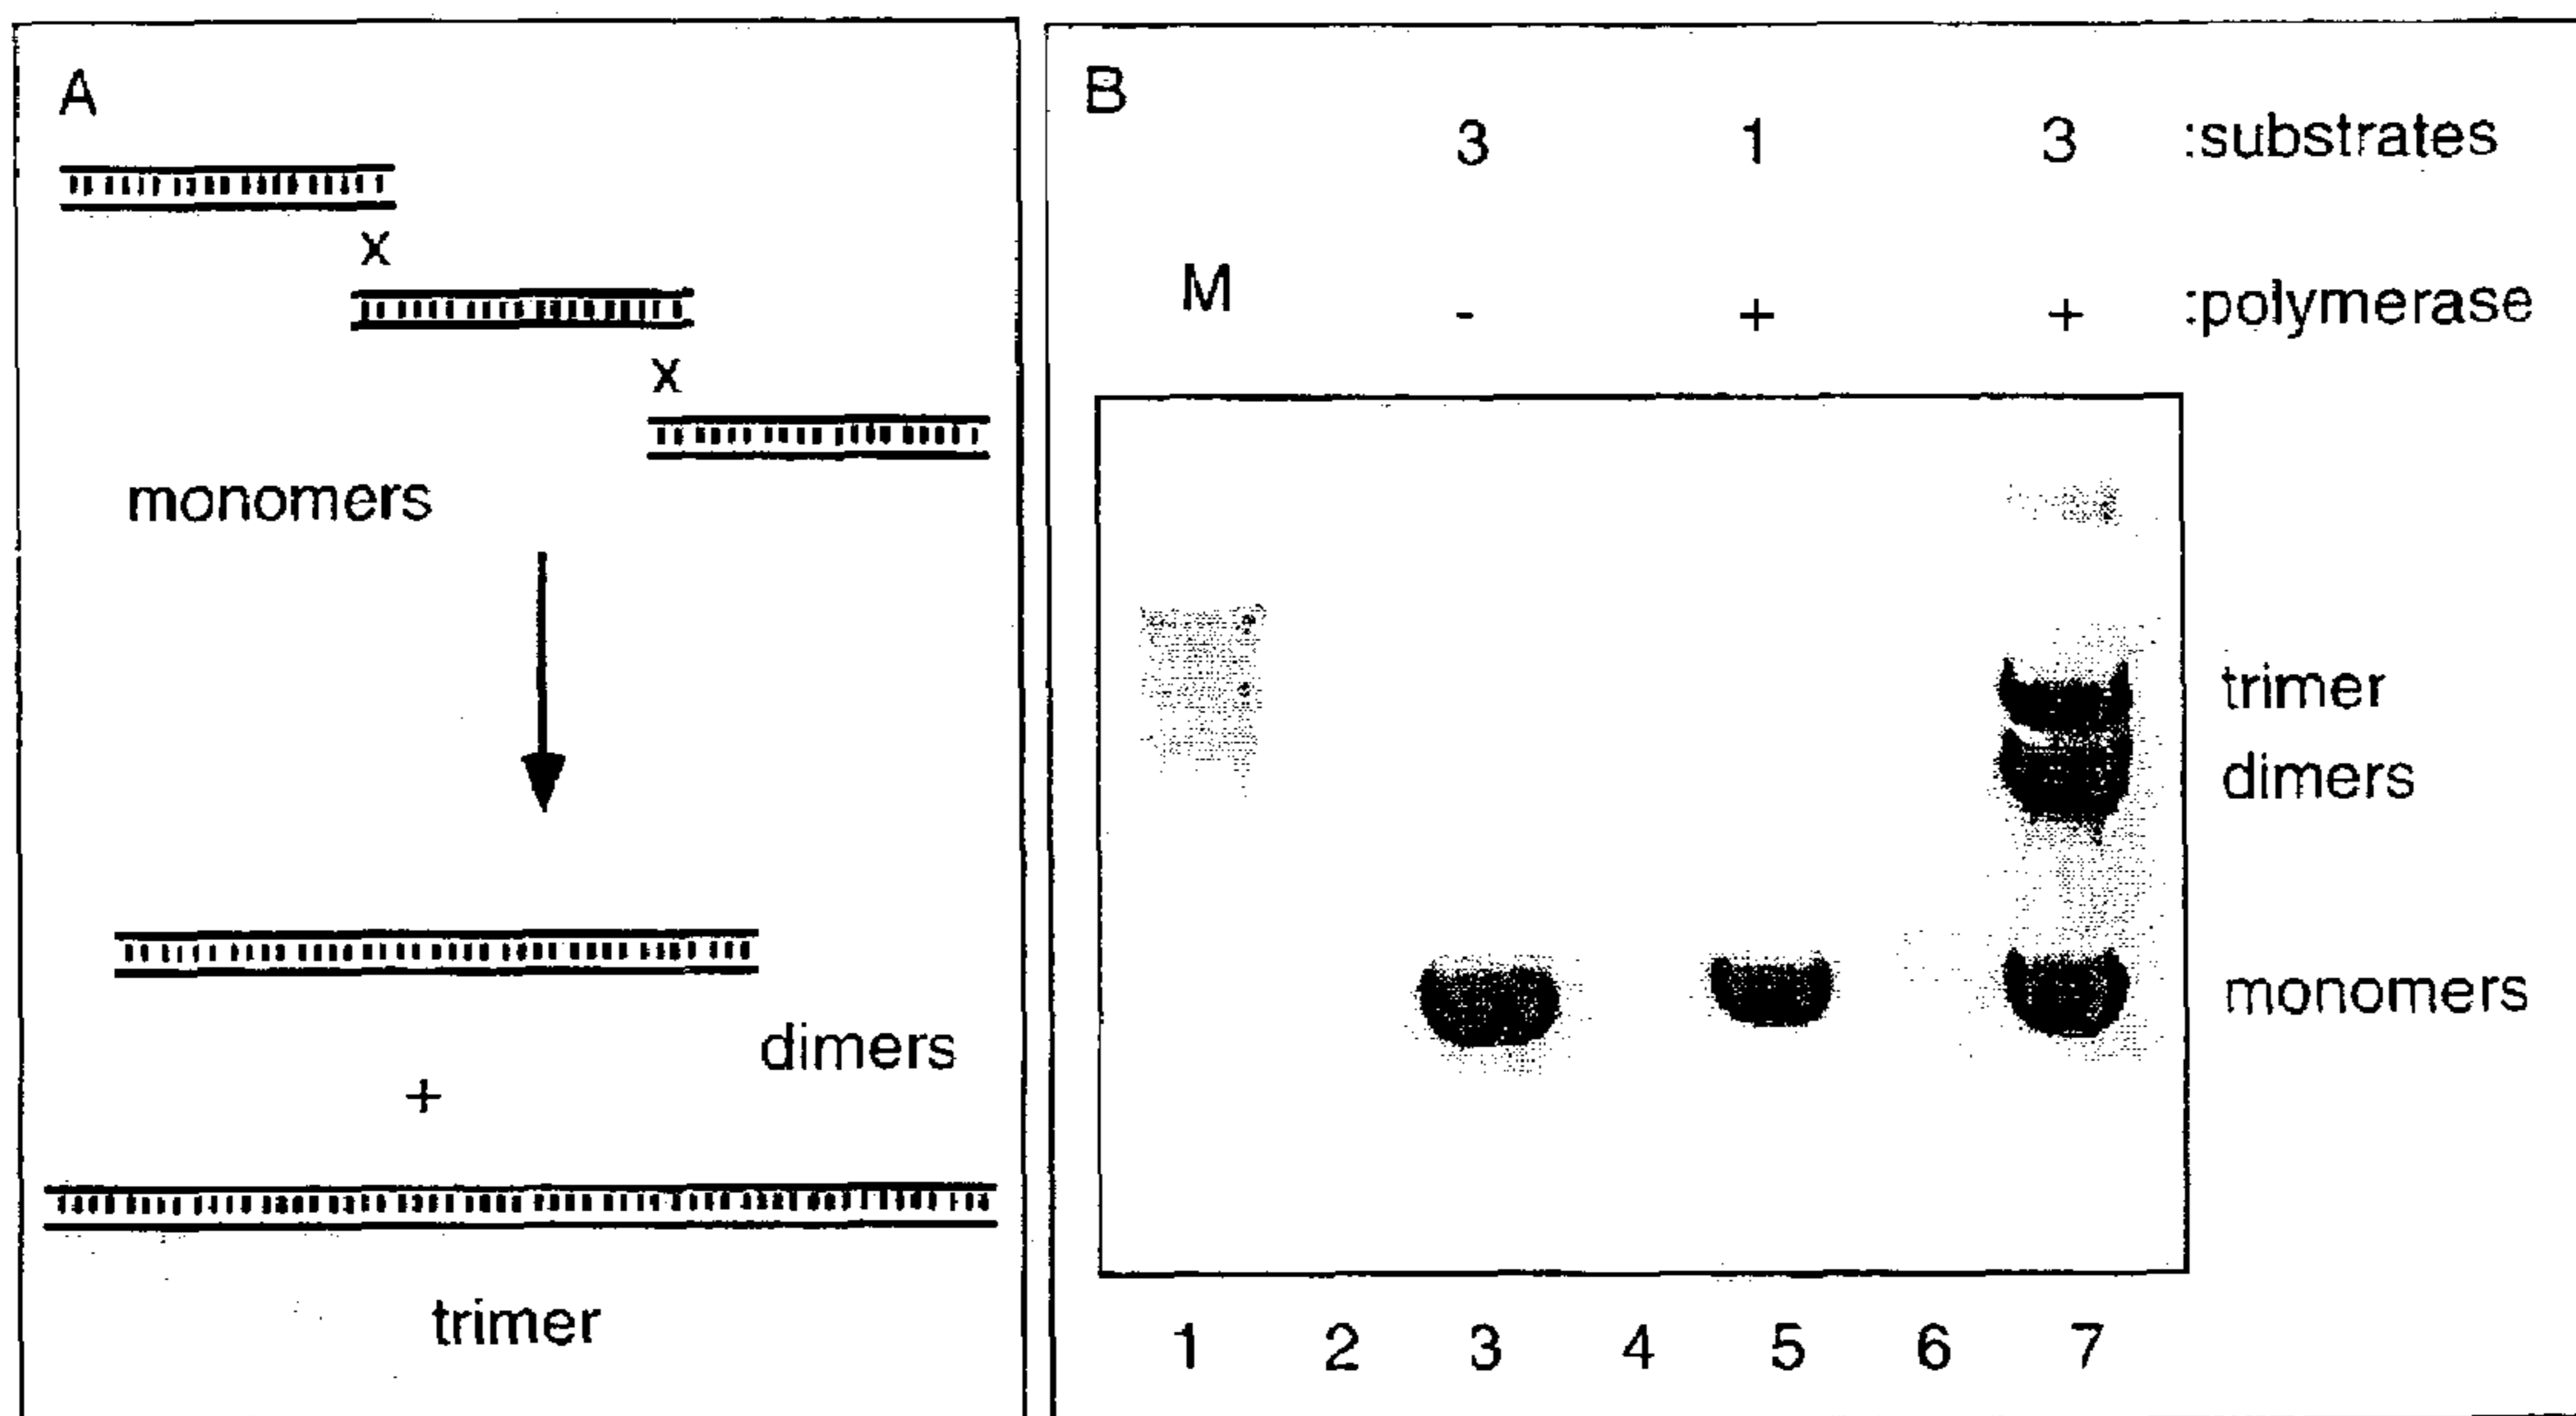 A
x
x
monomers
dimers
+
trimer
B
3 1 3 :substrates
M - + + :polymerase
trimer
dimers
monomers
1 2 3 4 5 6 7